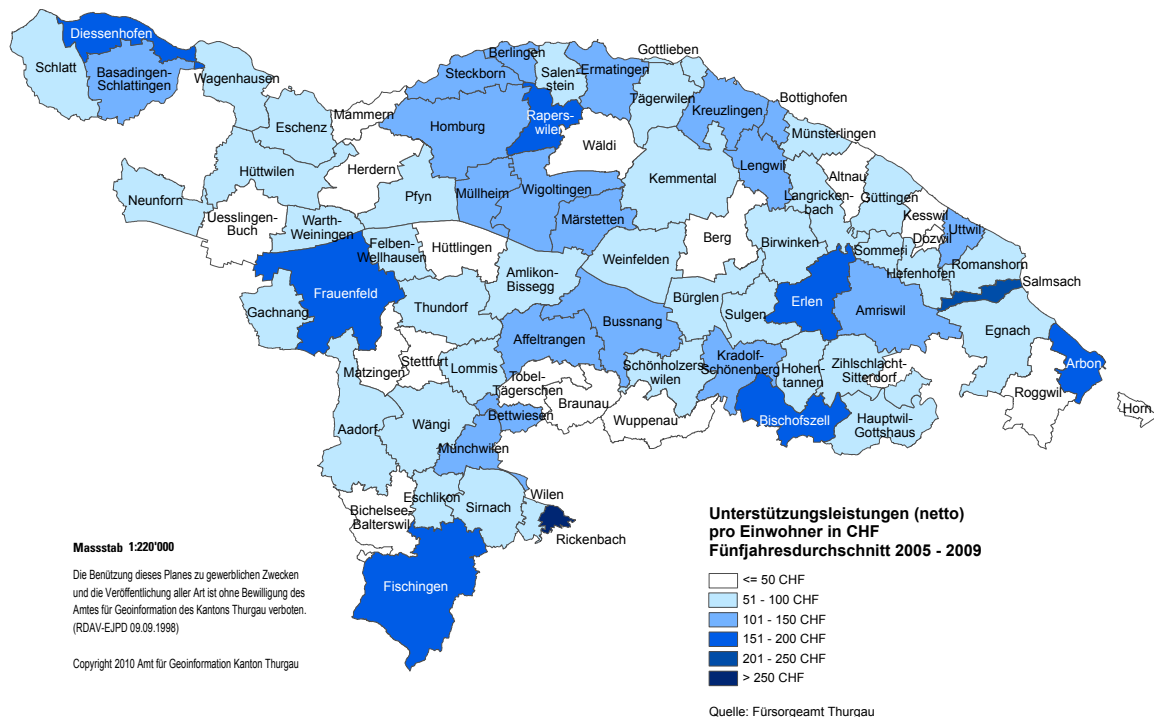 Diessenhofen
Schlatt
Basadingen-
Schlattingen
Wagenhausen
Eschenz
Mammern
Steckborn
Berlingen
Salen-
stein
Ermatingen
Gottlieben
Tägerwilen
Kreuzlingen
Bottighofen
Münsterlingen
Homburg
Rapers-
wilen
Wäldi
Kemmental
Lengwil
Altnau
Langricken-
bach
Güttingen
Kesswil
Dozwil
Uttwil
Hüttwilen
Herdern
Pfyn
Müllheim
Wigoltingen
Märstetten
Neunforn
Uesslingen-
Buch
Warth-
Weiningen
Felben-
Wellhausen
Hüttlingen
Berg
Birwinken
Sommeri
Hefenhofen
Romanshorn
Salmsach
Frauenfeld
Gachnang
Thundorf
Amlikon-
Bissegg
Weinfelden
Bürglen
Sulgen
Erlen
Amriswil
Egnach
Arbon
Roggwil
Horn
Matzingen
Stettfurt
Lommis
Affeltrangen
Bussnang
Schönholzers-
wilen
Kradolf-
Schönenberg
Hohen-
tannen
Zihlschlacht-
Sitterdorf
Tobel-
Tägerschen
Braunau
Wuppenau
Bischofszell
Hauptwil-
Gottshaus
Aadorf
Wängi
Bettwiesen
Münchwilen
Bichelsee-
Balterswil
Eschlikon
Sirnach
Wilen
Rickenbach
Fischingen
Massstab 1:220'000
Die Benützung dieses Planes zu gewerblichen Zwecken
und die Veröffentlichung aller Art ist ohne Bewilligung des
Amtes für Geoinformation des Kantons Thurgau verboten.
(RDAV-EJPD 09.09.1998)
Copyright 2010 Amt für Geoinformation Kanton Thurgau
Unterstützungsleistungen (netto)
pro Einwohner in CHF
Fünfjahresdurchschnitt 2005 - 2009
<= 50 CHF
51 - 100 CHF
101 - 150 CHF
151 - 200 CHF
201 - 250 CHF
> 250 CHF
Quelle: Fürsorgeamt Thurgau